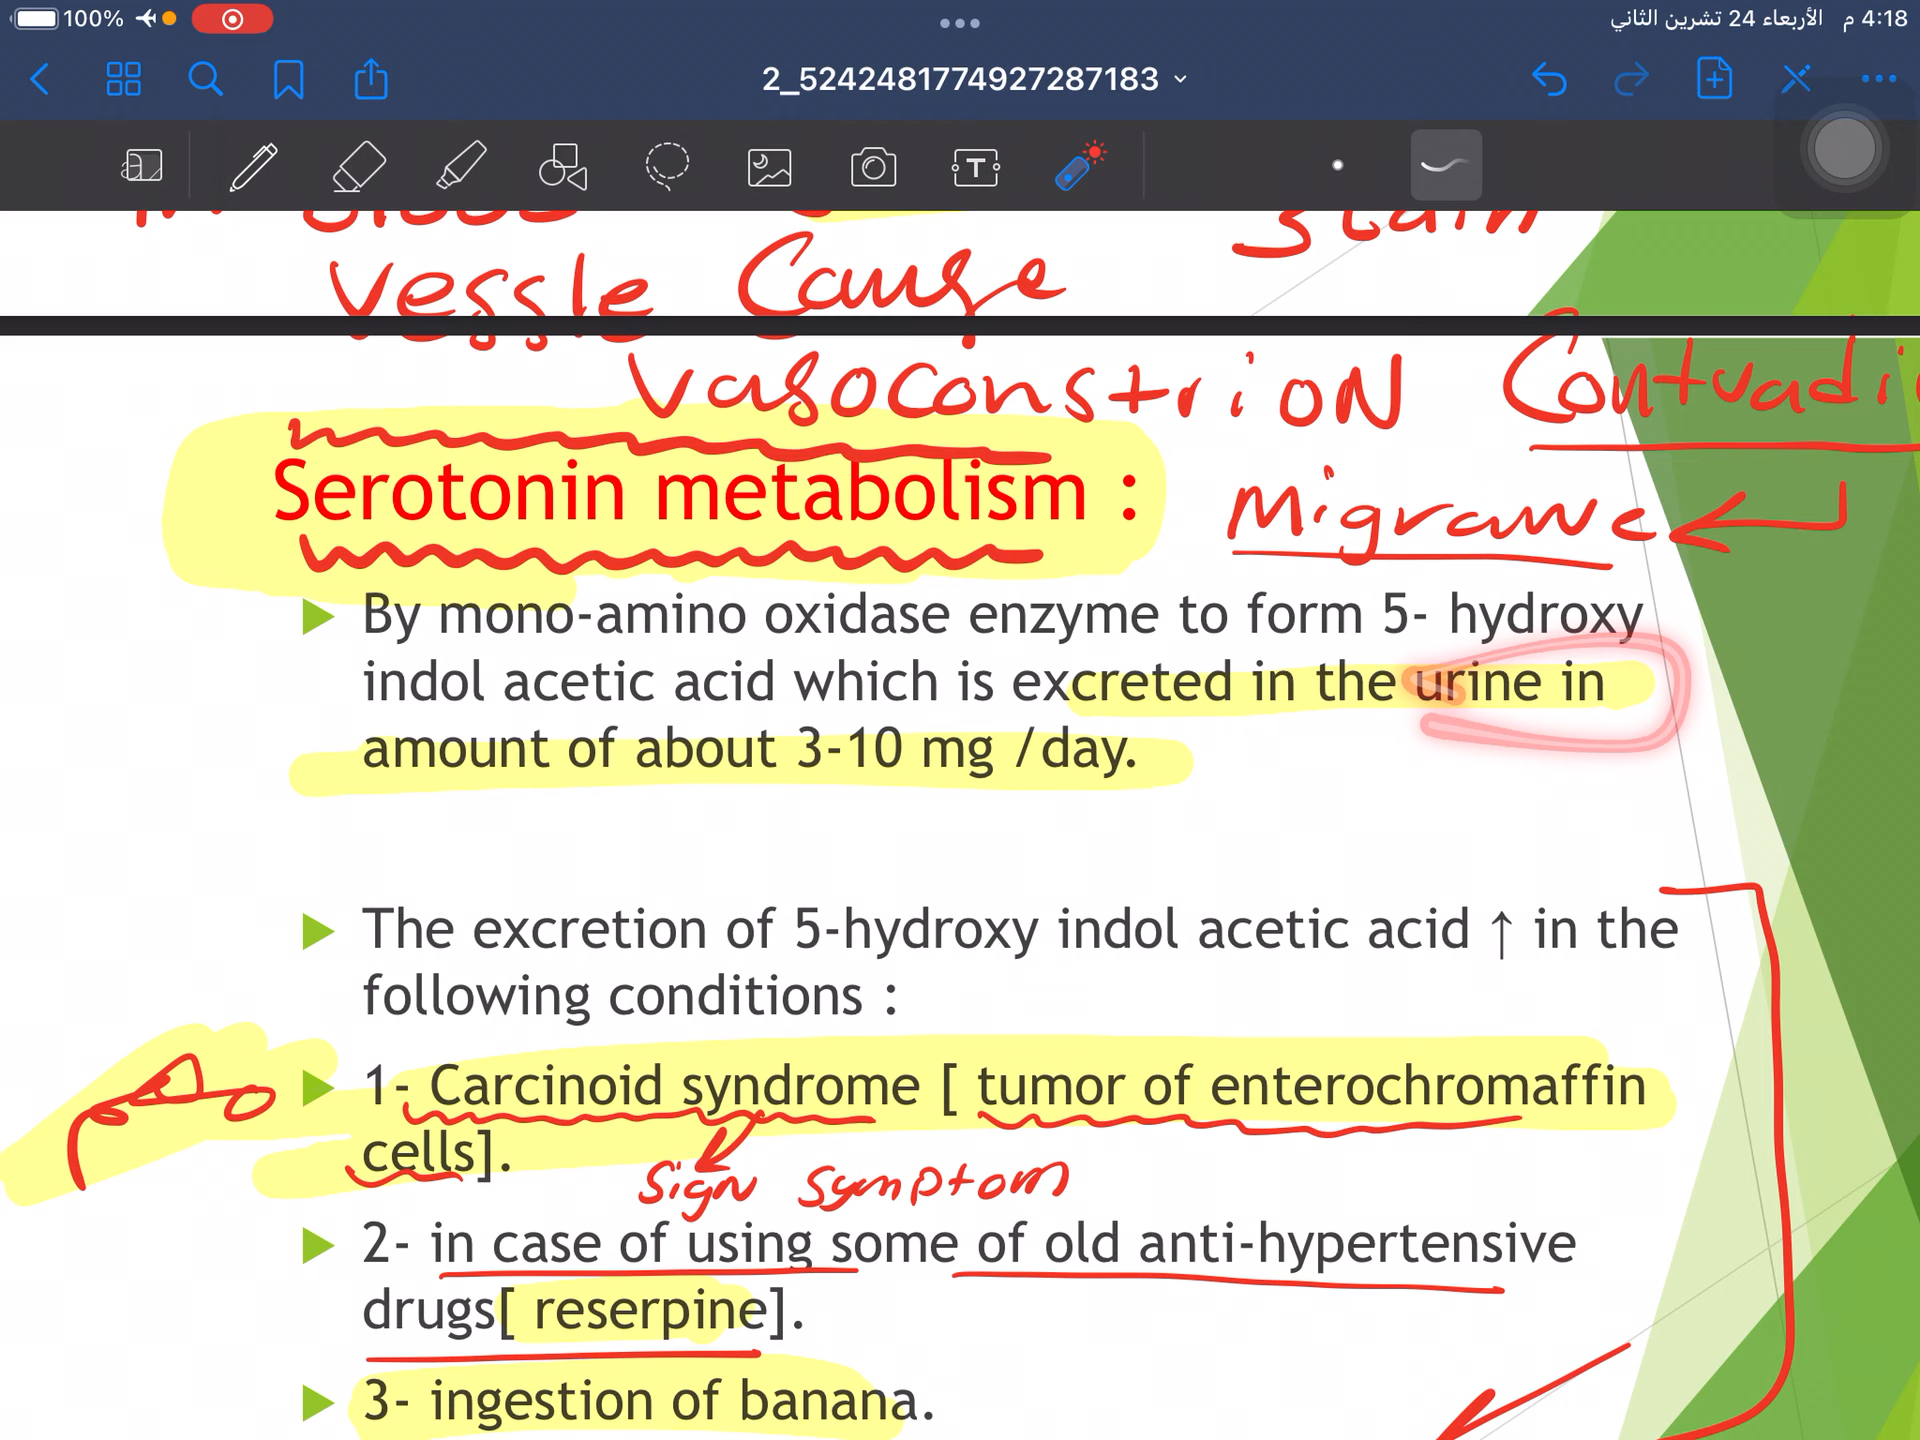 100%
4:18 م الأربعاء 24 تشرين الثاني
2_5242481774927287183
in blood
stain
Vessle Cause
Vasoconstrion
Serotonin metabolism :
Migraine
By mono-amino oxidase enzyme to form 5- hydroxy
indol acetic acid which is excreted in the urine in
amount of about 3-10 mg /day.
The excretion of 5-hydroxy indol acetic acid ↑ in the
following conditions :
1- Carcinoid syndrome [ tumor of enterochromaffin
cells].
Sign Symptom
2- in case of using some of old anti-hypertensive
drugs[ reserpine].
3- ingestion of banana.